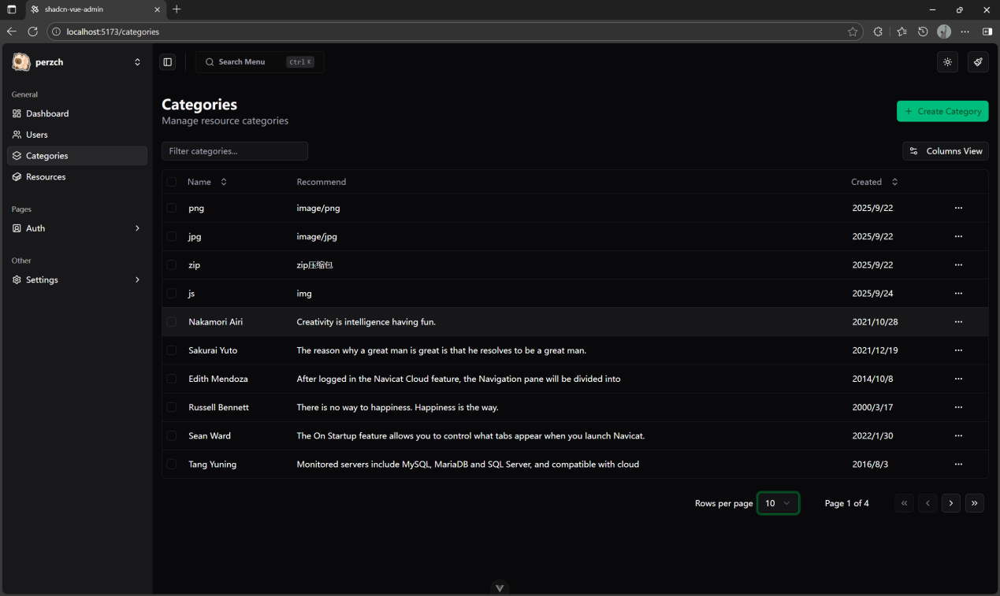 shadcn-vue-admin
localhost:5173/categories
perzch
Search Menu Ctrl K
General
Dashboard
Users
Categories
Resources
Pages
Auth
Other
Settings
Categories
Manage resource categories
+ Create Category
Filter categories...
Columns View
Name Recommend Created
png image/png 2025/9/22 ...
jpg image/jpg 2025/9/22 ...
zip zip压缩包 2025/9/22 ...
js img 2025/9/24 ...
Nakamori Airi Creativity is intelligence having fun. 2021/10/28 ...
Sakurai Yuto The reason why a great man is great is that he resolves to be a great man. 2021/12/19 ...
Edith Mendoza After logged in the Navicat Cloud feature, the Navigation pane will be divided into 2014/10/8 ...
Russell Bennett There is no way to happiness. Happiness is the way. 2000/3/17 ...
Sean Ward The On Startup feature allows you to control what tabs appear when you launch Navicat. 2022/1/30 ...
Tang Yuning Monitored servers include MySQL, MariaDB and SQL Server, and compatible with cloud 2016/8/3 ...
Rows per page 10 Page 1 of 4 « ‹ › »